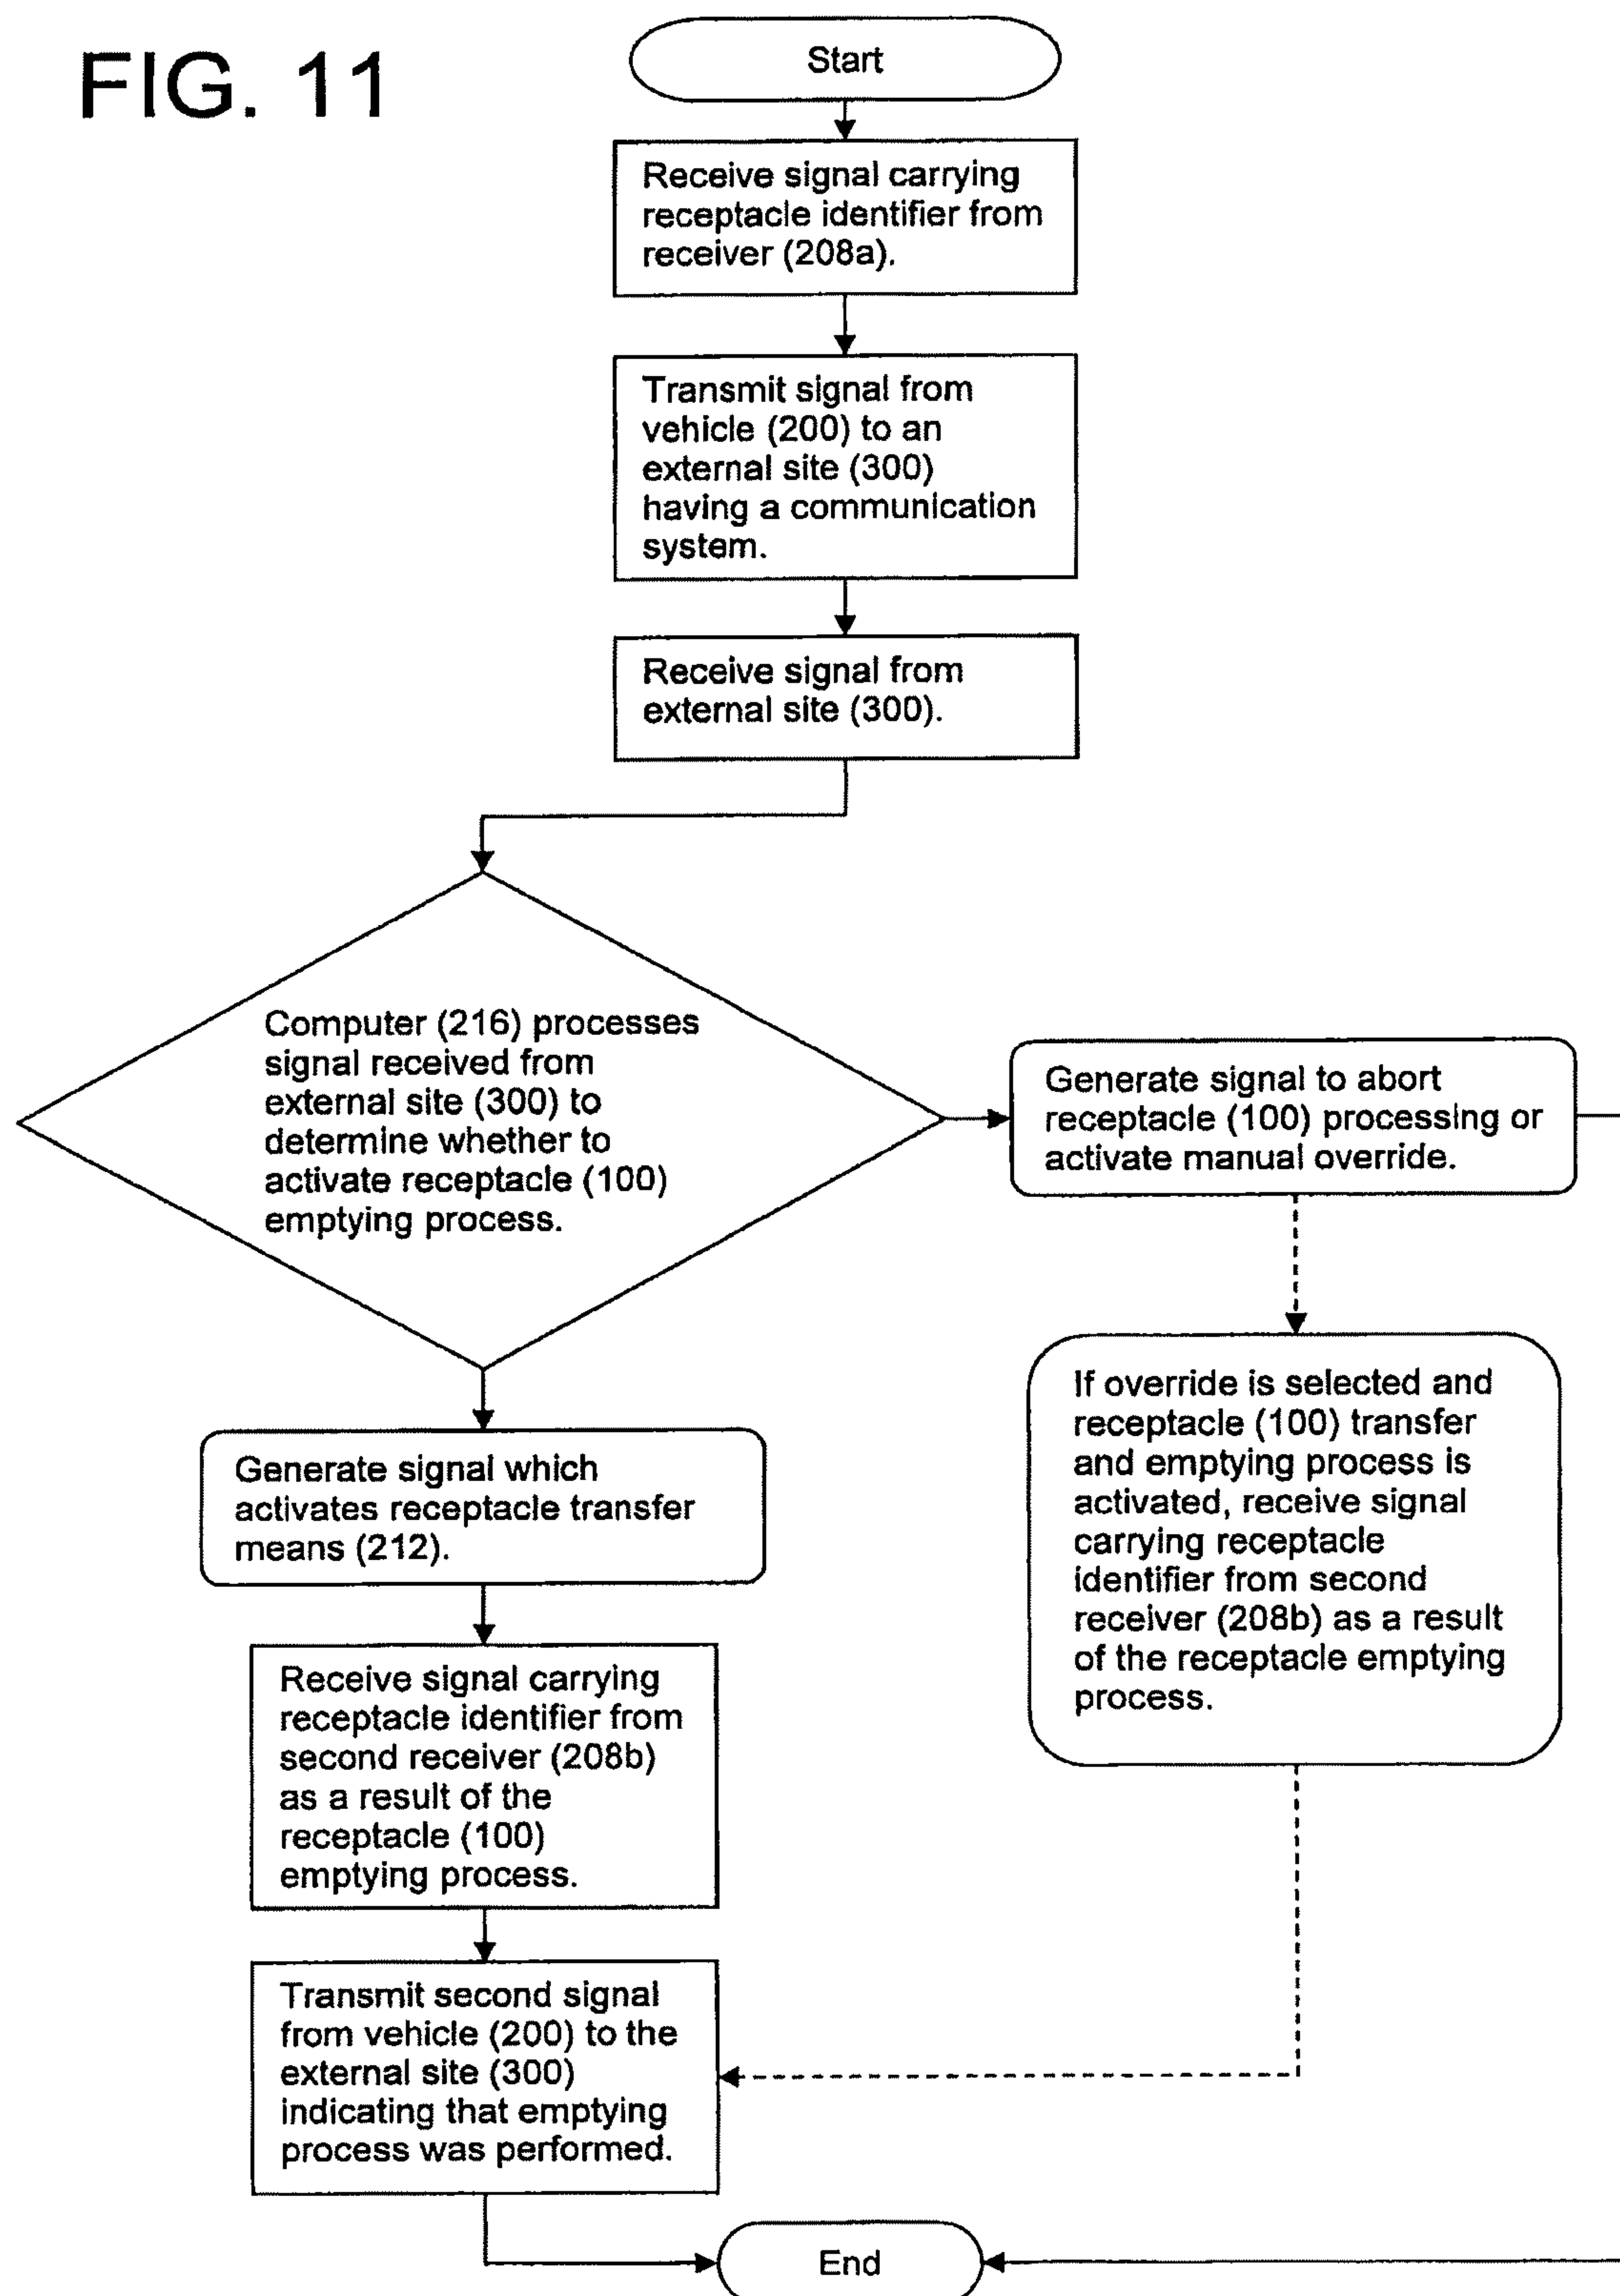 FIG. 11
Start
Receive signal carrying
receptacle identifier from
receiver (208a).
Transmit signal from
vehicle (200) to an
external site (300)
having a communication
system.
Receive signal from
external site (300).
Computer (216) processes
signal received from
external site (300) to
determine whether to
activate receptacle (100)
emptying process.
Generate signal to abort
receptacle (100) processing or
activate manual override.
If override is selected and
receptacle (100) transfer
and emptying process is
activated, receive signal
carrying receptacle
identifier from second
receiver (208b) as a result
of the receptacle emptying
process.
Generate signal which
activates receptacle transfer
means (212).
Receive signal carrying
receptacle identifier from
second receiver (208b)
as a result of the
receptacle (100)
emptying process.
Transmit second signal
from vehicle (200) to the
external site (300)
indicating that emptying
process was performed.
End